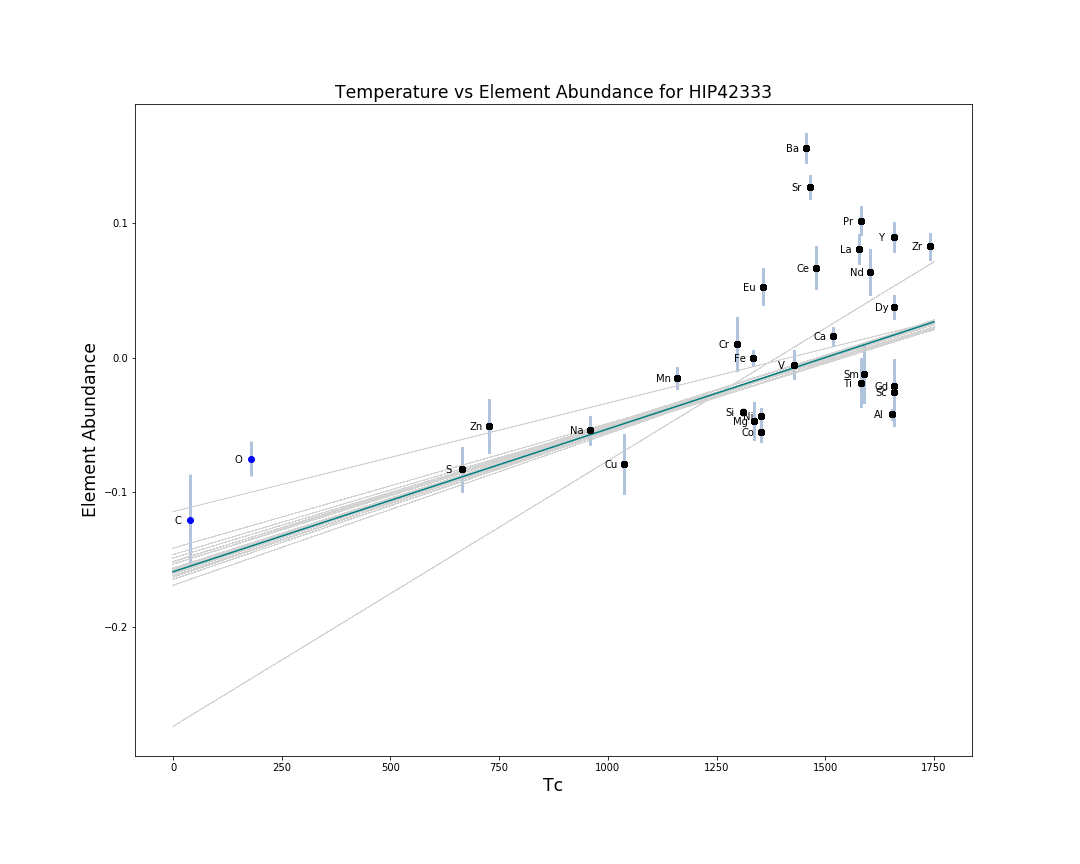 Temperature vs Element Abundance for HIP42333
Ba
Sr
Pr
0.1
Y
La
Zr
Ce
Nd
Eu
Dy
Ca
Cr
Fe
0.0
V
Sm
Mn
Ti
Gd
Sc
Si
Al
Ni
Mg
Zn
Na
Co
O
S
Cu
−0.1
C
−0.2
Element Abundance
0 250 500 750 1000 1250 1500 1750
Tc